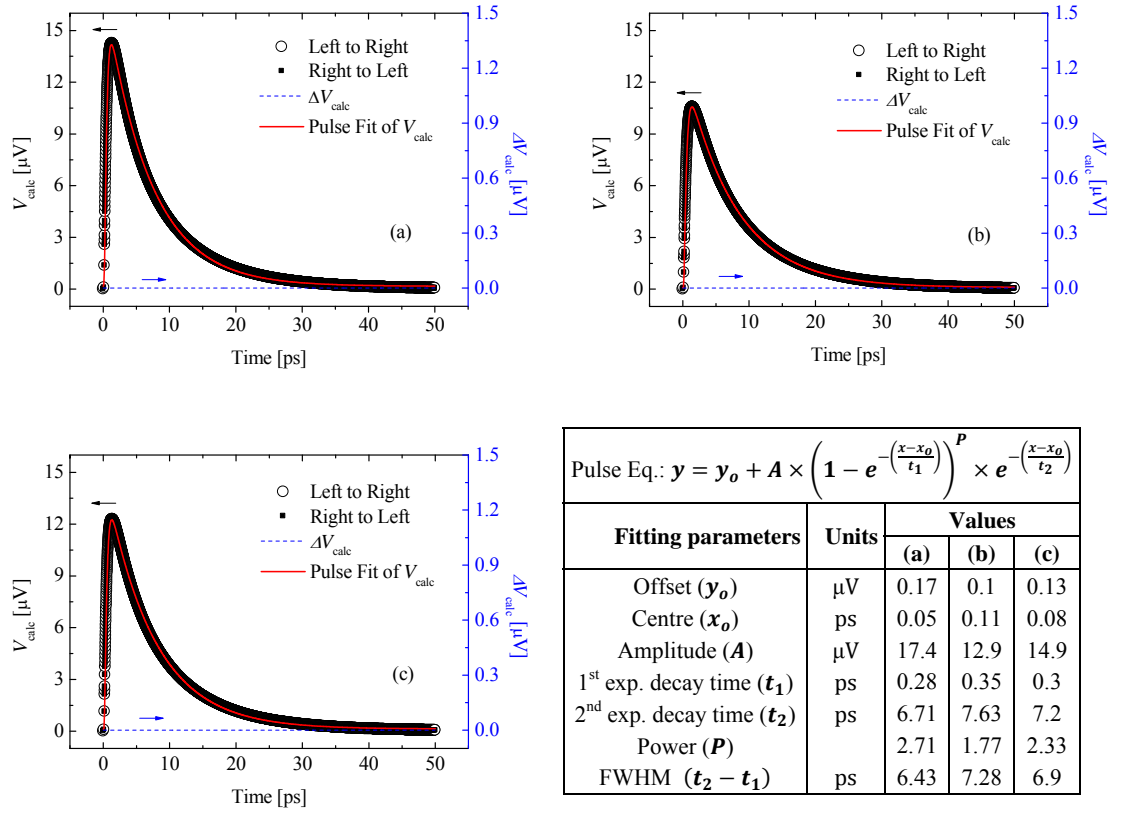 15
12
9
6
3
0
V_calc [µV]
1.5
1.2
0.9
0.6
0.3
0.0
ΔV_calc [µV]
Left to Right
Right to Left
ΔV_calc
Pulse Fit of V_calc
(a)
0 10 20 30 40 50
Time [ps]
15
12
9
6
3
0
V_calc [µV]
1.5
1.2
0.9
0.6
0.3
0.0
ΔV_calc [µV]
Left to Right
Right to Left
ΔV_calc
Pulse Fit of V_calc
(b)
0 10 20 30 40 50
Time [ps]
15
12
9
6
3
0
V_calc [µV]
1.5
1.2
0.9
0.6
0.3
0.0
ΔV_calc [µV]
Left to Right
Right to Left
ΔV_calc
Pulse Fit of V_calc
(c)
0 10 20 30 40 50
Time [ps]
Pulse Eq.: y = y_o + A × (1 − e^{−((x−x_o)/t_1)})^P × e^{−((x−x_o)/t_2)}
Fitting parameters Units Values
(a) (b) (c)
Offset (y_o) µV 0.17 0.1 0.13
Centre (x_o) ps 0.05 0.11 0.08
Amplitude (A) µV 17.4 12.9 14.9
1st exp. decay time (t_1) ps 0.28 0.35 0.3
2nd exp. decay time (t_2) ps 6.71 7.63 7.2
Power (P) 2.71 1.77 2.33
FWHM (t_2 − t_1) ps 6.43 7.28 6.9